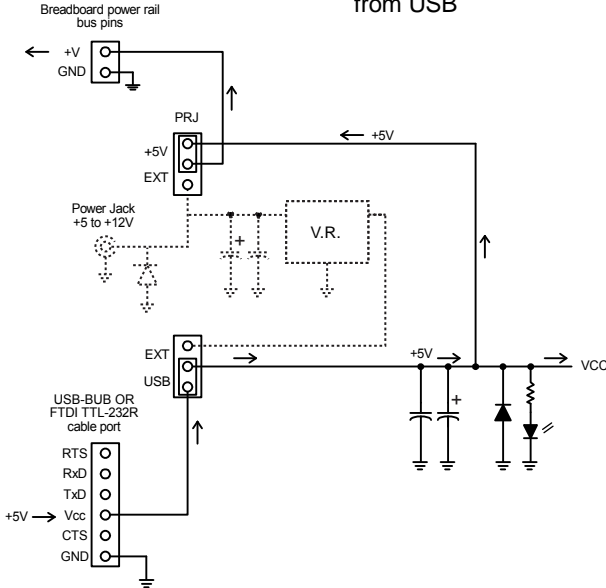 from USB
Breadboard power rail
bus pins
+V
GND
PRJ
+5V
+5V
EXT
Power Jack
+5 to +12V
+
V.R.
EXT
USB
+5V
VCC
+
USB-BUB OR
FTDI TTL-232R
cable port
RTS
RxD
TxD
+5V
Vcc
CTS
GND